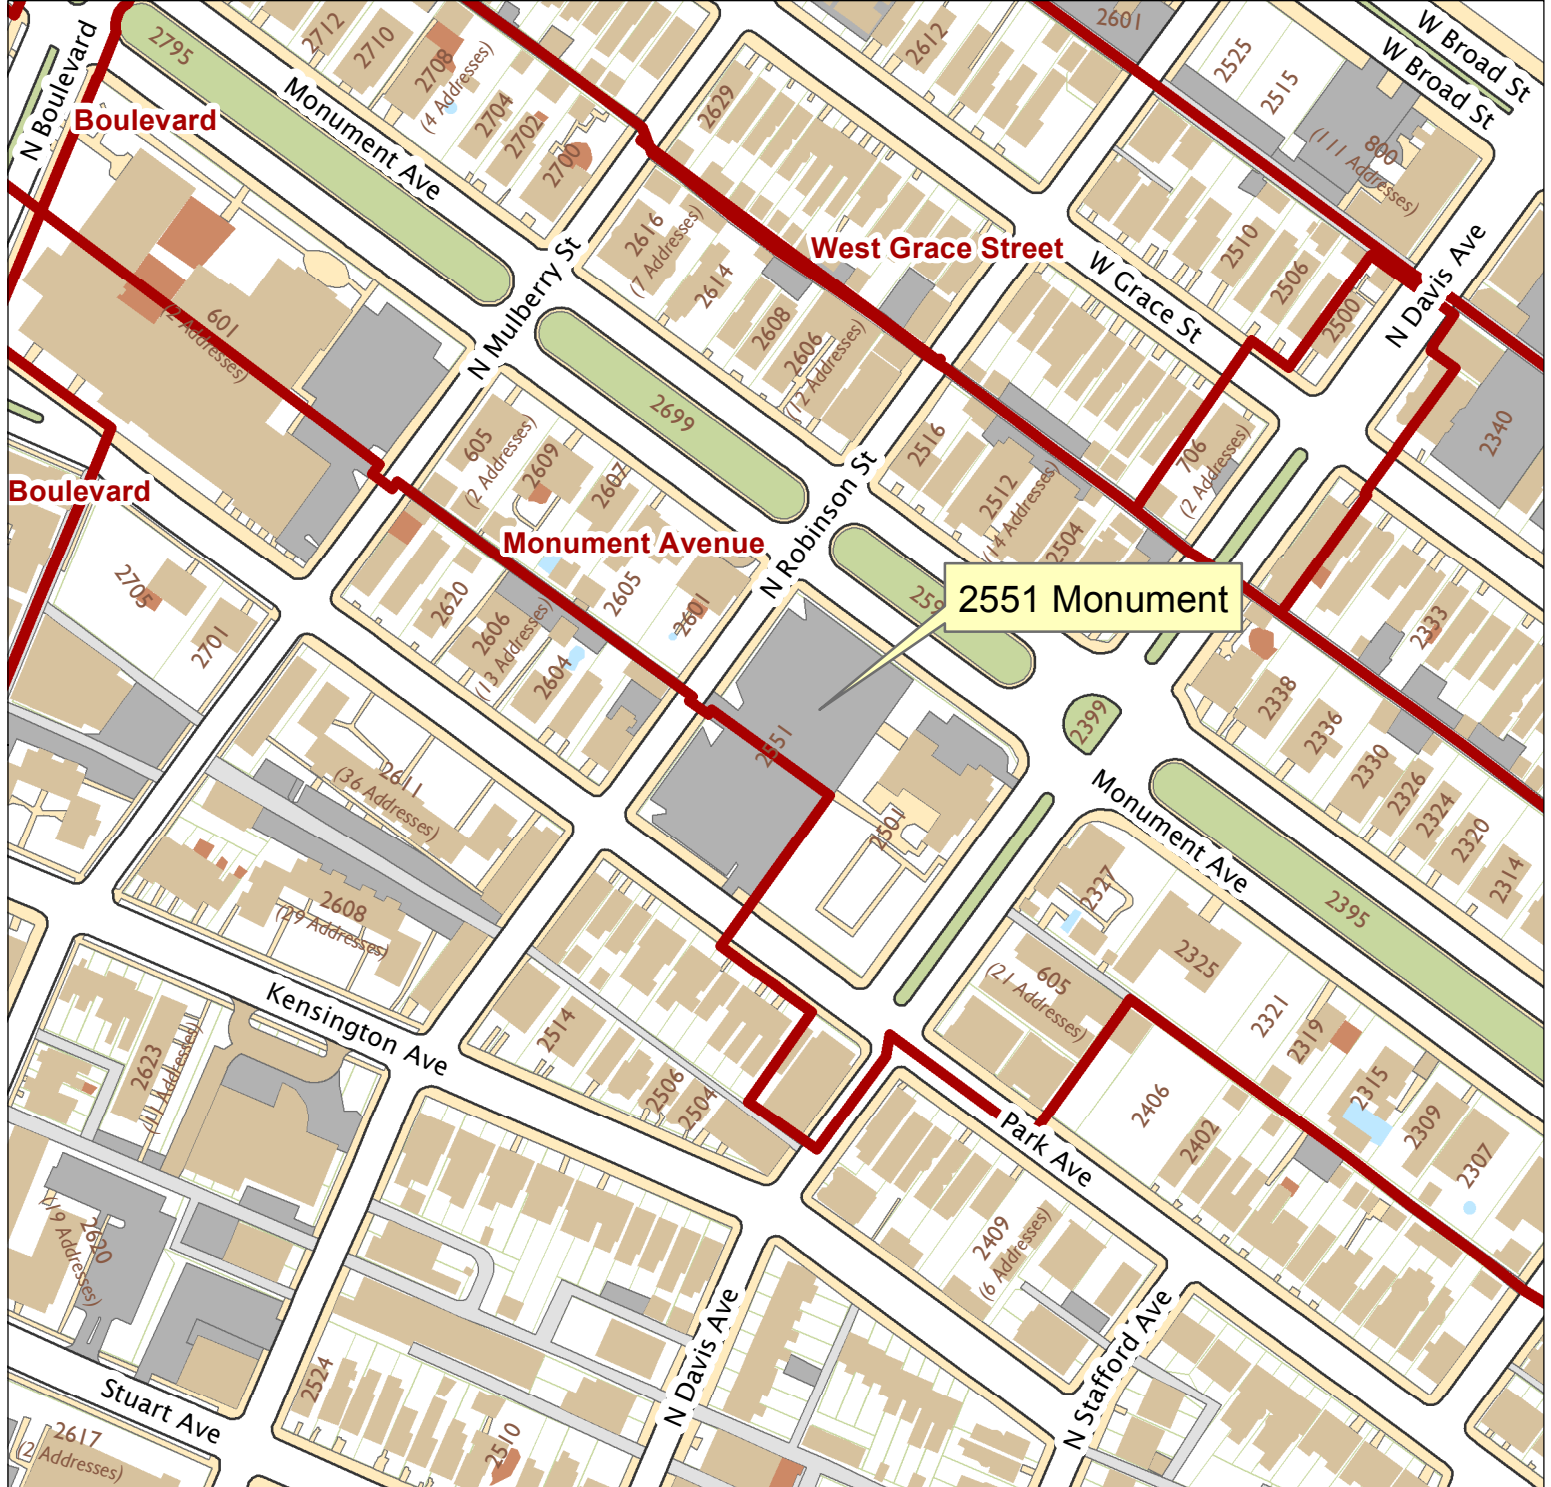 2601
2612
2712
2710
2708
(4 Addresses)
2795
N Boulevard
Boulevard
Monument Ave
2704
2702
2700
2629
2525
2515
W Broad St
W Broad St
800
(111 Addresses)
2616
(7 Addresses)
2614
2608
2606
(12 Addresses)
West Grace Street
W Grace St
2510
2506
2500
N Davis Ave
601
(2 Addresses)
N Mulberry St
2699
605
(2 Addresses)
2609
2607
2516
2512
(14 Addresses)
2504
706
(2 Addresses)
2340
Boulevard
Monument Avenue
N Robinson St
2705
2701
2620
2606
(13 Addresses)
2604
2605
2601
2551 Monument
2333
2338
2336
2330
2326
2324
2320
2314
2399
2551
2501
2611
(36 Addresses)
2608
(29 Addresses)
Monument Ave
2327
2395
2325
605
(21 Addresses)
2321
2319
2315
2309
2307
2406
2402
Kensington Ave
2514
2506
2504
Park Ave
2623
2409
(6 Addresses)
2620
N Davis Ave
N Stafford Ave
2524
2510
Stuart Ave
2617
(2 Addresses)